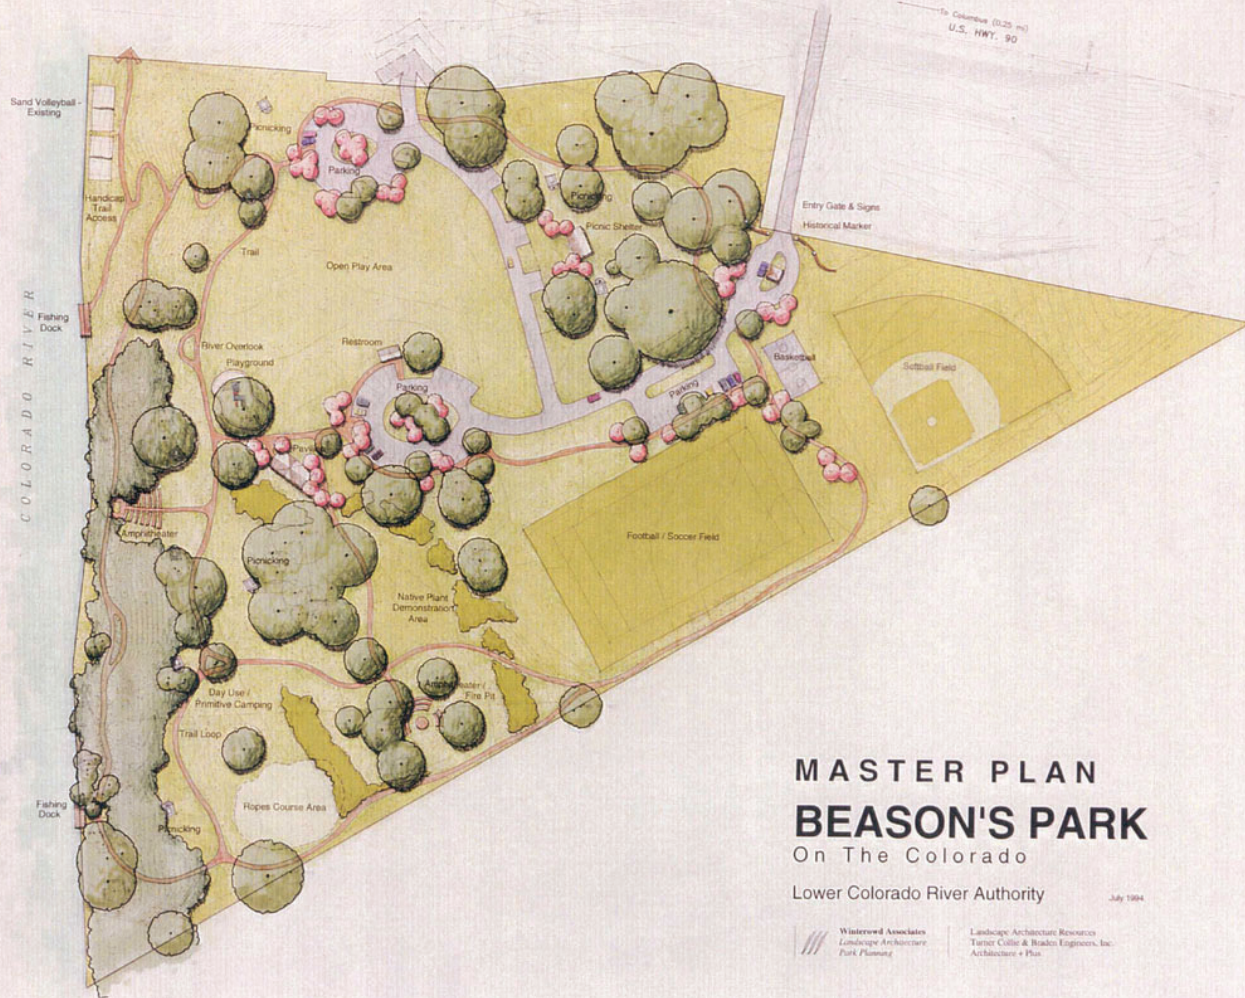 To Columbus (0.25 mi)
U.S. HWY. 90
Sand Volleyball -
Existing
Picnicking
Parking
Handicap
Trail
Access
Trail
Open Play Area
Picnicking
Picnic Shelter
Entry Gate & Signs
Historical Marker
COLORADO RIVER
Fishing
Dock
River Overlook
Playground
Restroom
Parking
Parking
Basketball
Softball Field
Amphitheater
Picnicking
Football / Soccer Field
Native Plant
Demonstration
Area
Day Use /
Primitive Camping
Amphitheater /
Fire Pit
Trail Loop
Ropes Course Area
Fishing
Dock
Picnicking
MASTER PLAN
BEASON'S PARK
On The Colorado
Lower Colorado River Authority
July 1994
Winterowd Associates
Landscape Architecture
Park Planning
Landscape Architecture Resources
Turner Collie & Braden Engineers, Inc.
Architecture + Plus